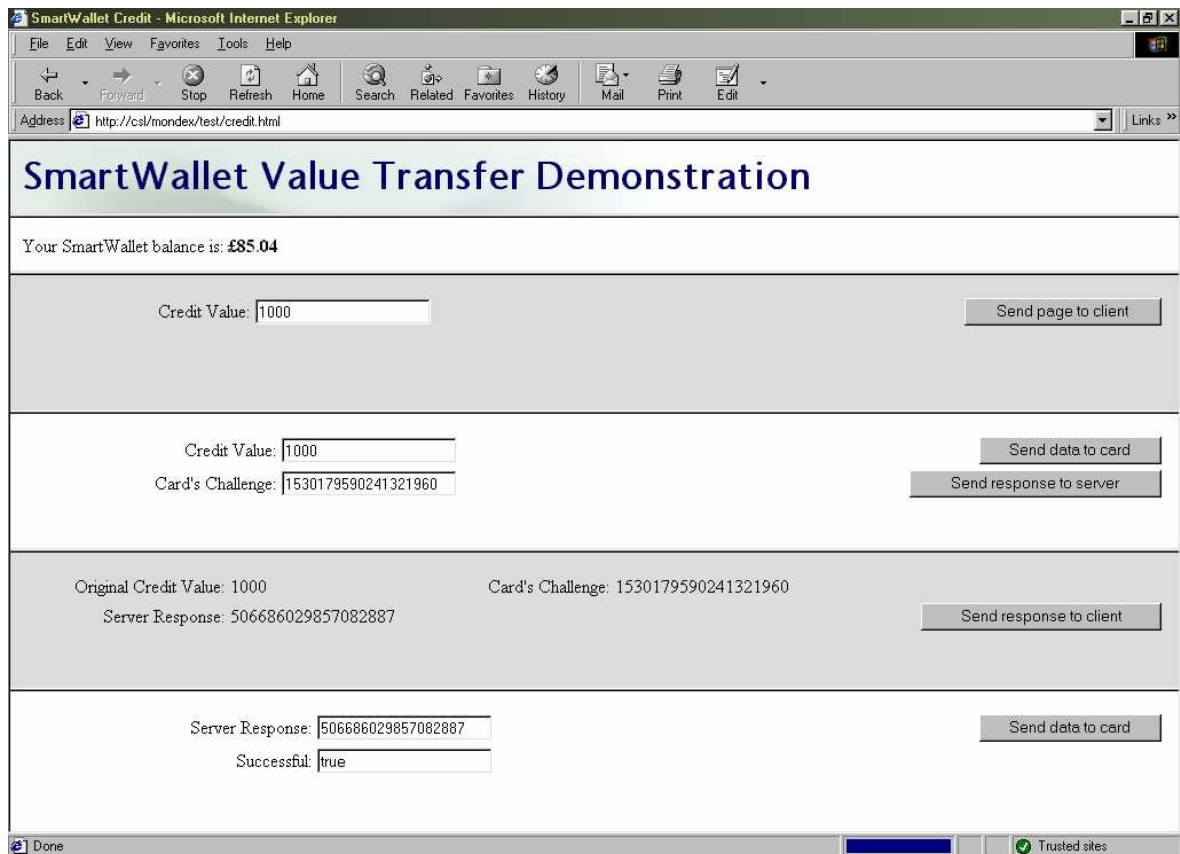 SmartWallet Credit - Microsoft Internet Explorer
File Edit View Favorites Tools Help
Back Forward Stop Refresh Home Search Related Favorites History Mail Print Edit
Address http://csl/mondex/test/credit.html Links »
SmartWallet Value Transfer Demonstration
Your SmartWallet balance is: £85.04
Credit Value: 1000 Send page to client
Credit Value: 1000 Send data to card
Card's Challenge: 1530179590241321960 Send response to server
Original Credit Value: 1000 Card's Challenge: 1530179590241321960
Server Response: 506686029857082887 Send response to client
Server Response: 506686029857082887 Send data to card
Successful: true
Done Trusted sites